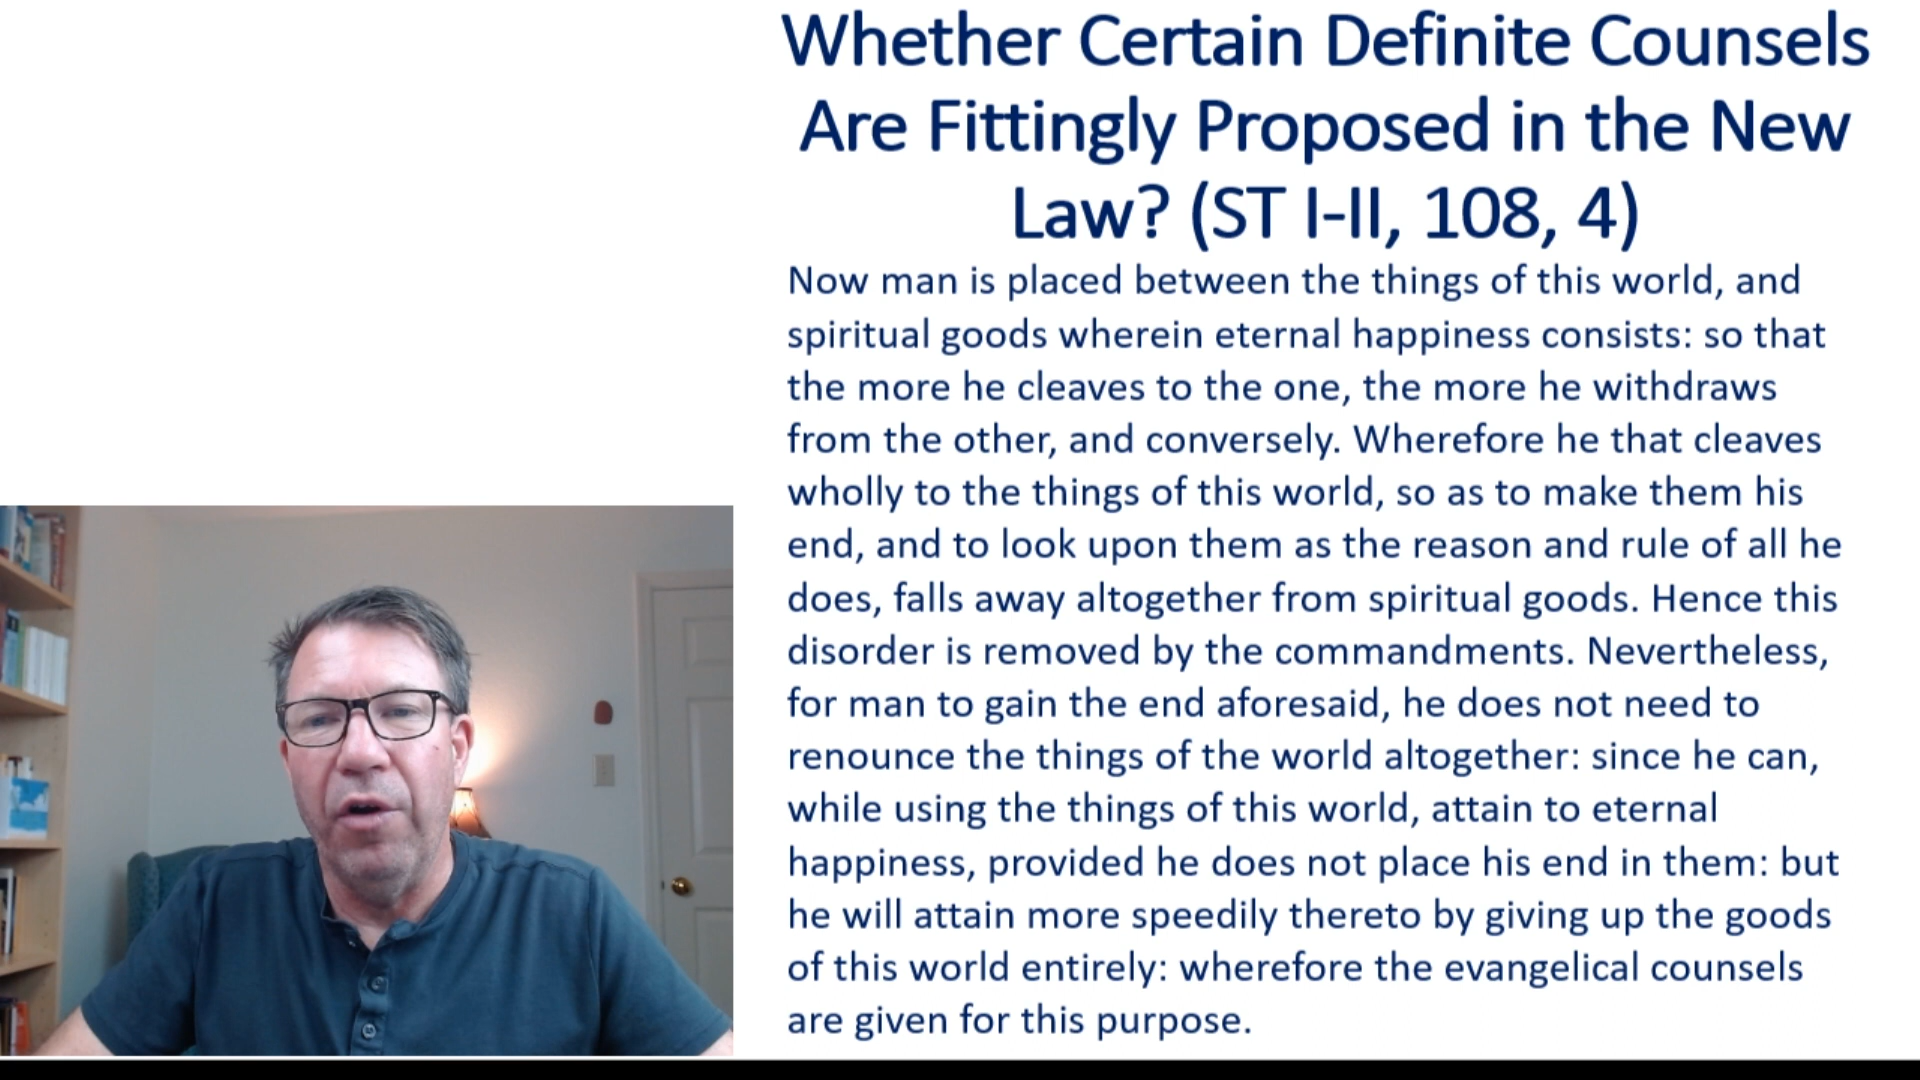 Whether Certain Definite Counsels
Are Fittingly Proposed in the New
Law? (ST I-II, 108, 4)
Now man is placed between the things of this world, and
spiritual goods wherein eternal happiness consists: so that
the more he cleaves to the one, the more he withdraws
from the other, and conversely. Wherefore he that cleaves
wholly to the things of this world, so as to make them his
end, and to look upon them as the reason and rule of all he
does, falls away altogether from spiritual goods. Hence this
disorder is removed by the commandments. Nevertheless,
for man to gain the end aforesaid, he does not need to
renounce the things of the world altogether: since he can,
while using the things of this world, attain to eternal
happiness, provided he does not place his end in them: but
he will attain more speedily thereto by giving up the goods
of this world entirely: wherefore the evangelical counsels
are given for this purpose.